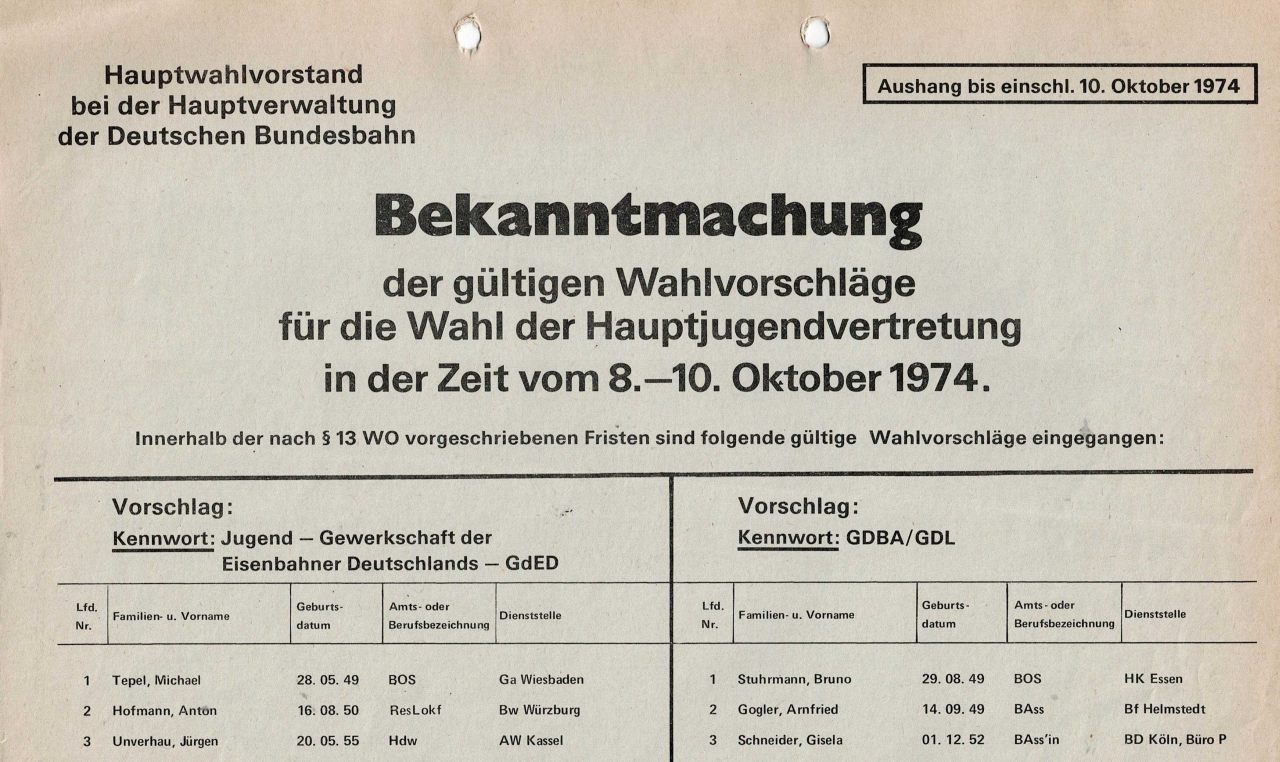 Hauptwahlvorstand
bei der Hauptverwaltung
der Deutschen Bundesbahn
Aushang bis einschl. 10. Oktober 1974
Bekanntmachung
der gültigen Wahlvorschläge
für die Wahl der Hauptjugendvertretung
in der Zeit vom 8.—10. Oktober 1974.
Innerhalb der nach § 13 WO vorgeschriebenen Fristen sind folgende gültige Wahlvorschläge eingegangen:
Vorschlag:
Kennwort: Jugend — Gewerkschaft der
Eisenbahner Deutschlands — GdED
Lfd. Nr. Familien- u. Vorname Geburts- datum Amts- oder Berufsbezeichnung Dienststelle
1 Tepel, Michael 28. 05. 49 BOS Ga Wiesbaden
2 Hofmann, Anton 16. 08. 50 ResLokf Bw Würzburg
3 Unverhau, Jürgen 20. 05. 55 Hdw AW Kassel
Vorschlag:
Kennwort: GDBA/GDL
Lfd. Nr. Familien- u. Vorname Geburts- datum Amts- oder Berufsbezeichnung Dienststelle
1 Stuhrmann, Bruno 29. 08. 49 BOS HK Essen
2 Gogler, Arnfried 14. 09. 49 BAss Bf Helmstedt
3 Schneider, Gisela 01. 12. 52 BAss'in BD Köln, Büro P